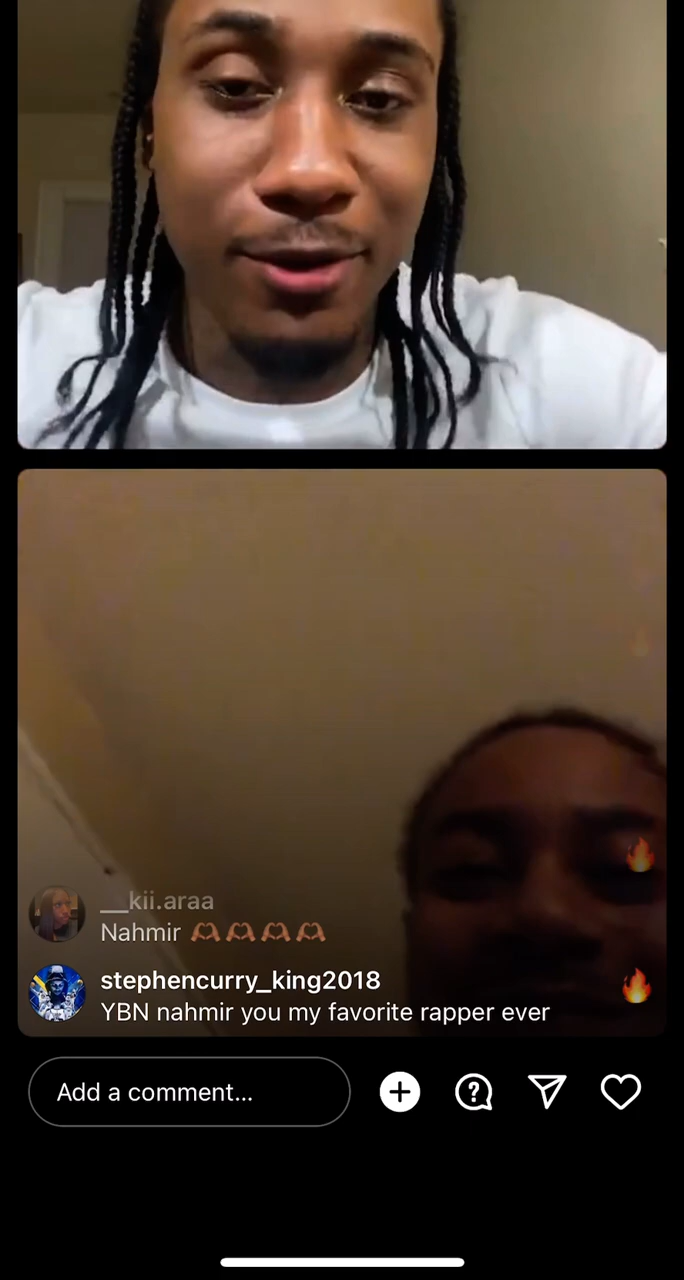 __kii.araa
Nahmir 🫶🏾🫶🏾🫶🏾🫶🏾
stephencurry_king2018
YBN nahmir you my favorite rapper ever
Add a comment...